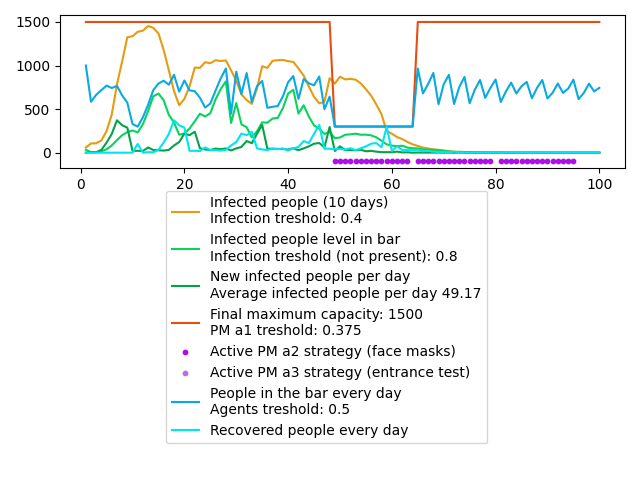 1500
1000
500
0
0 20 40 60 80 100
Infected people (10 days)
Infection treshold: 0.4
Infected people level in bar
Infection treshold (not present): 0.8
New infected people per day
Average infected people per day 49.17
Final maximum capacity: 1500
PM a1 treshold: 0.375
Active PM a2 strategy (face masks)
Active PM a3 strategy (entrance test)
People in the bar every day
Agents treshold: 0.5
Recovered people every day